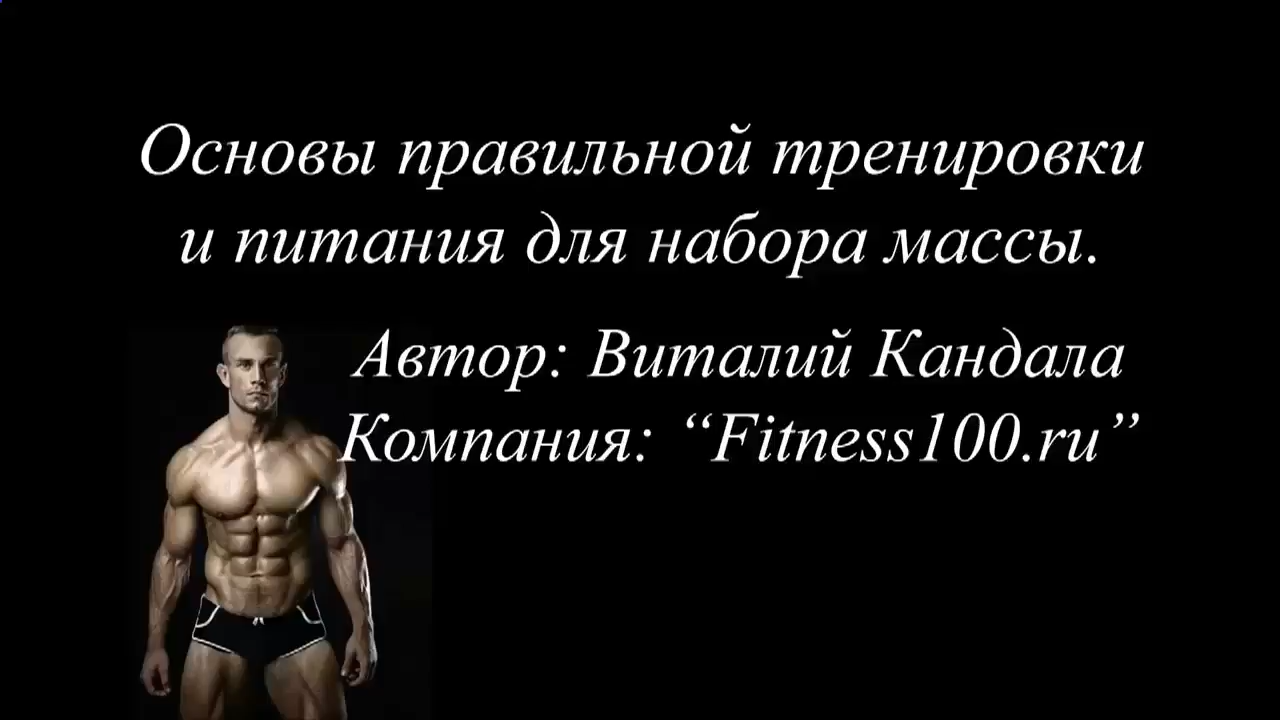 Основы правильной тренировки
и питания для набора массы.
Автор: Виталий Кандала
Компания: “Fitness100.ru”